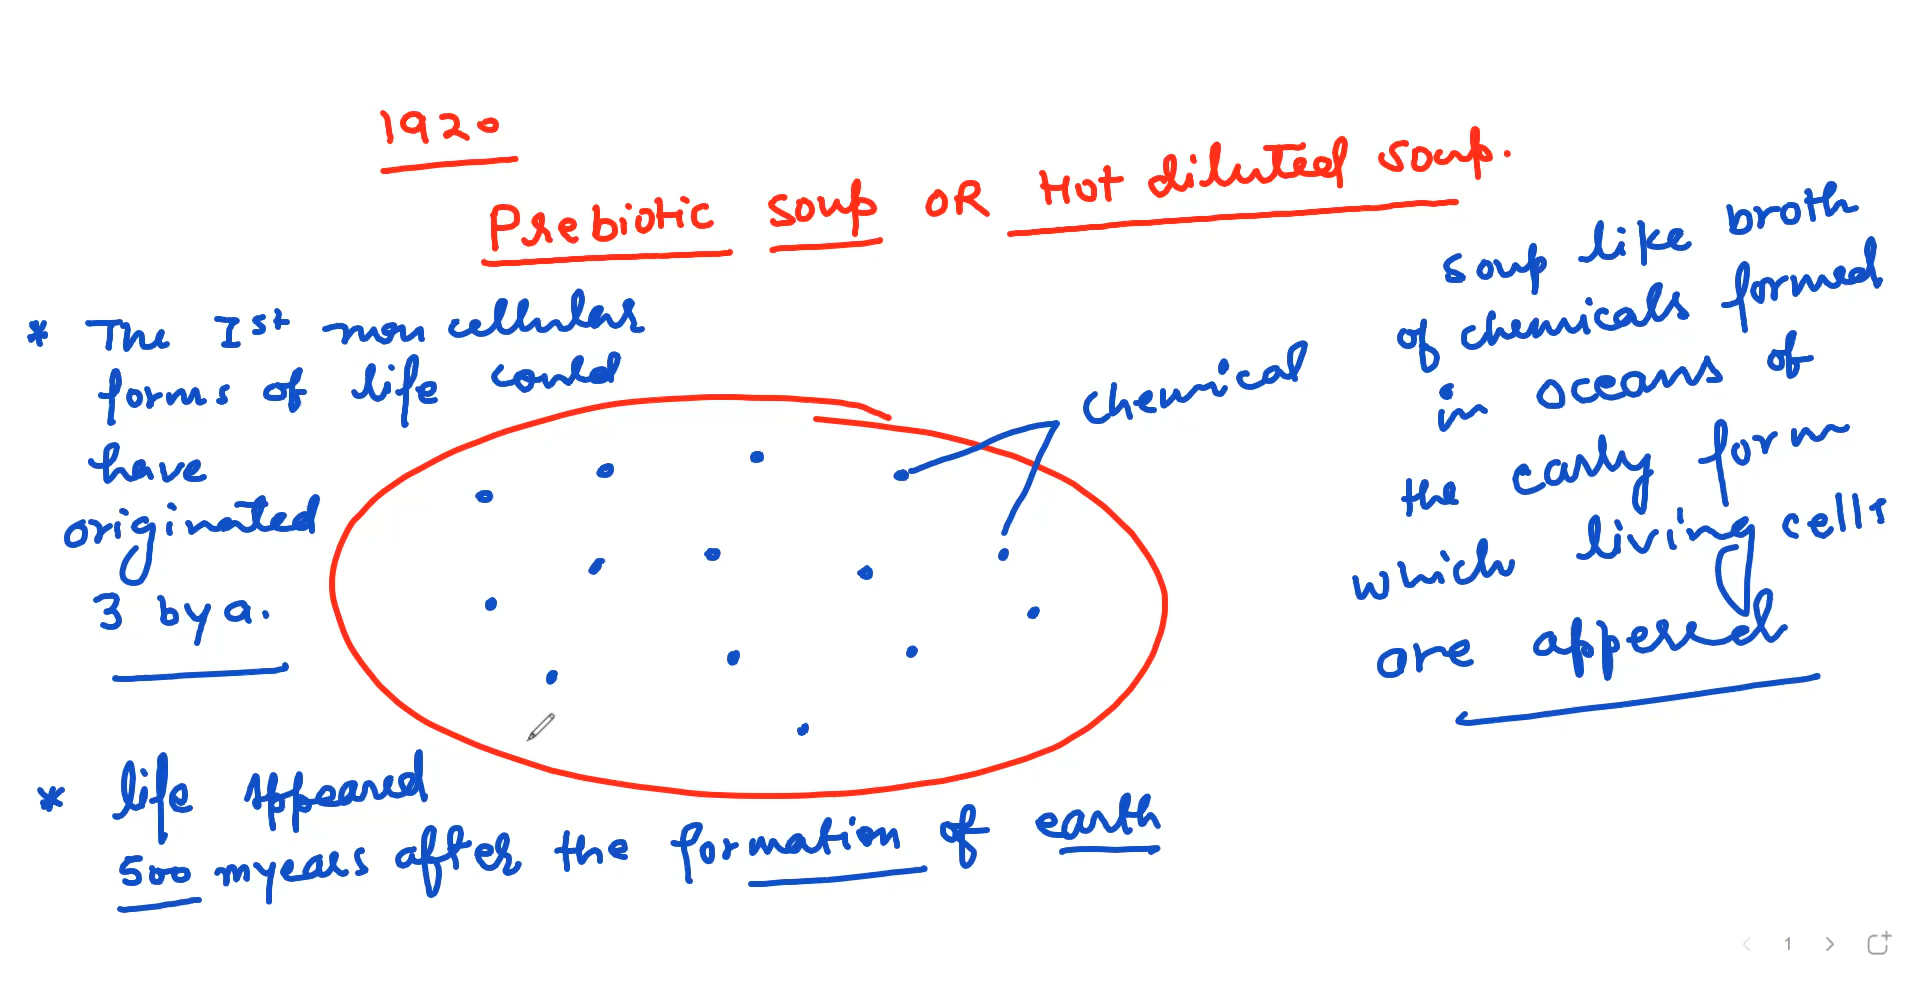 1920
Prebiotic soup OR Hot diluted soup.
* The Ist non cellular
forms of life could
have
originated
3 bya.
chemical
soup like broth
of chemicals formed
in oceans of
the early form
which living cells
are appered
* life appeared
500 myears after the formation of earth
1